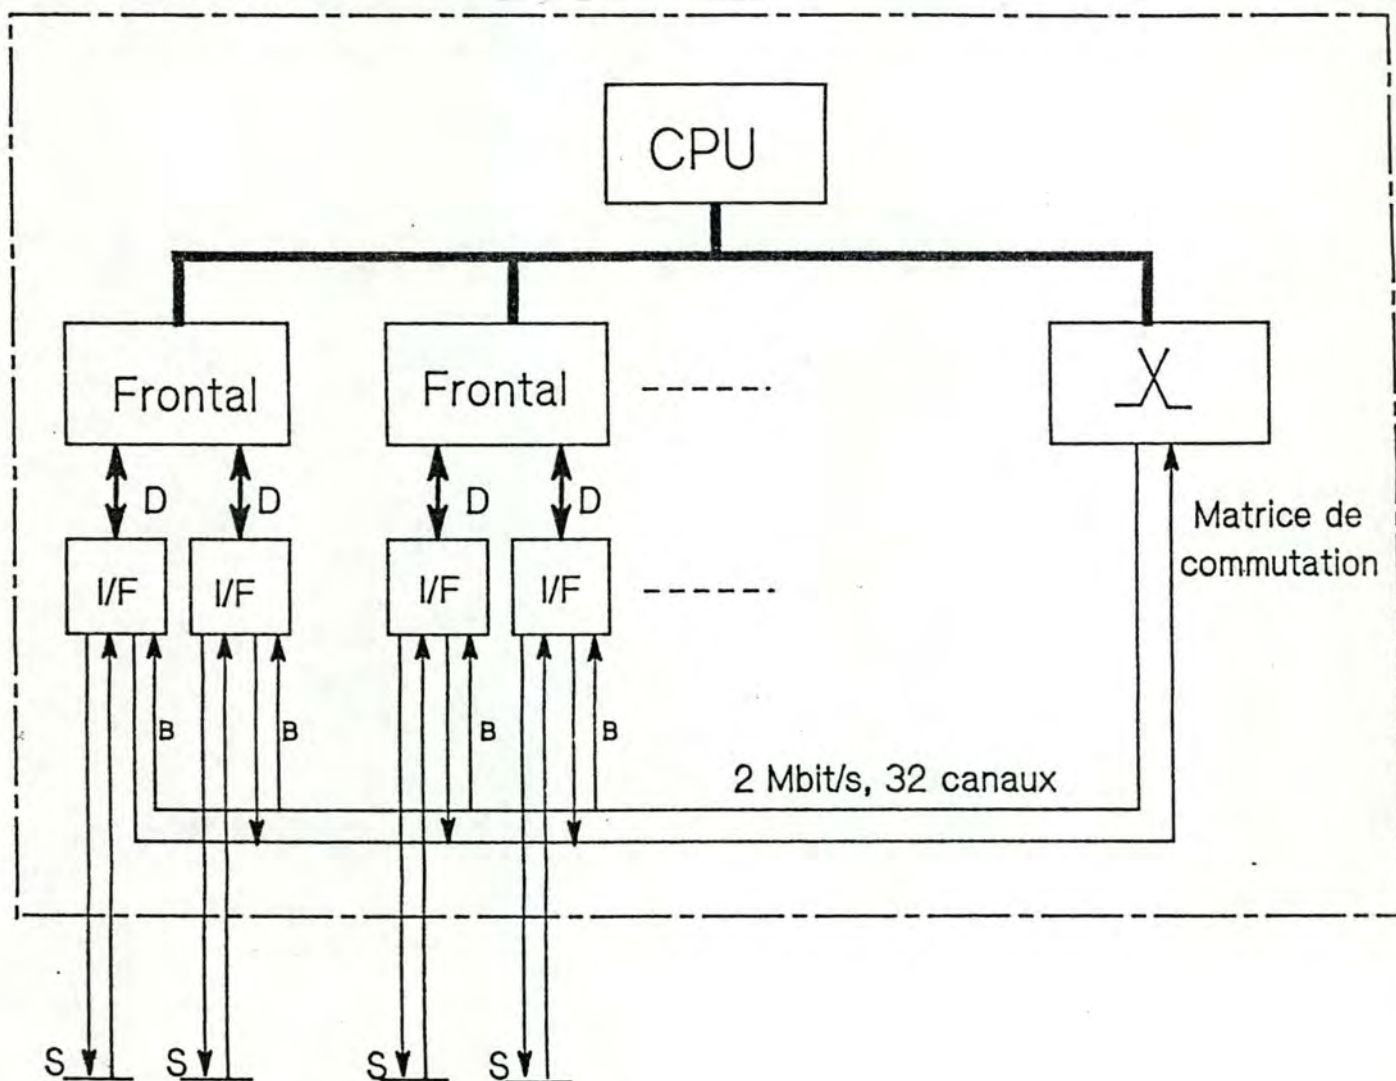 CPU
Frontal
Frontal
D
D
D
D
Matrice de
commutation
I/F
I/F
I/F
I/F
B
B
B
B
2 Mbit/s, 32 canaux
S
S
S
S